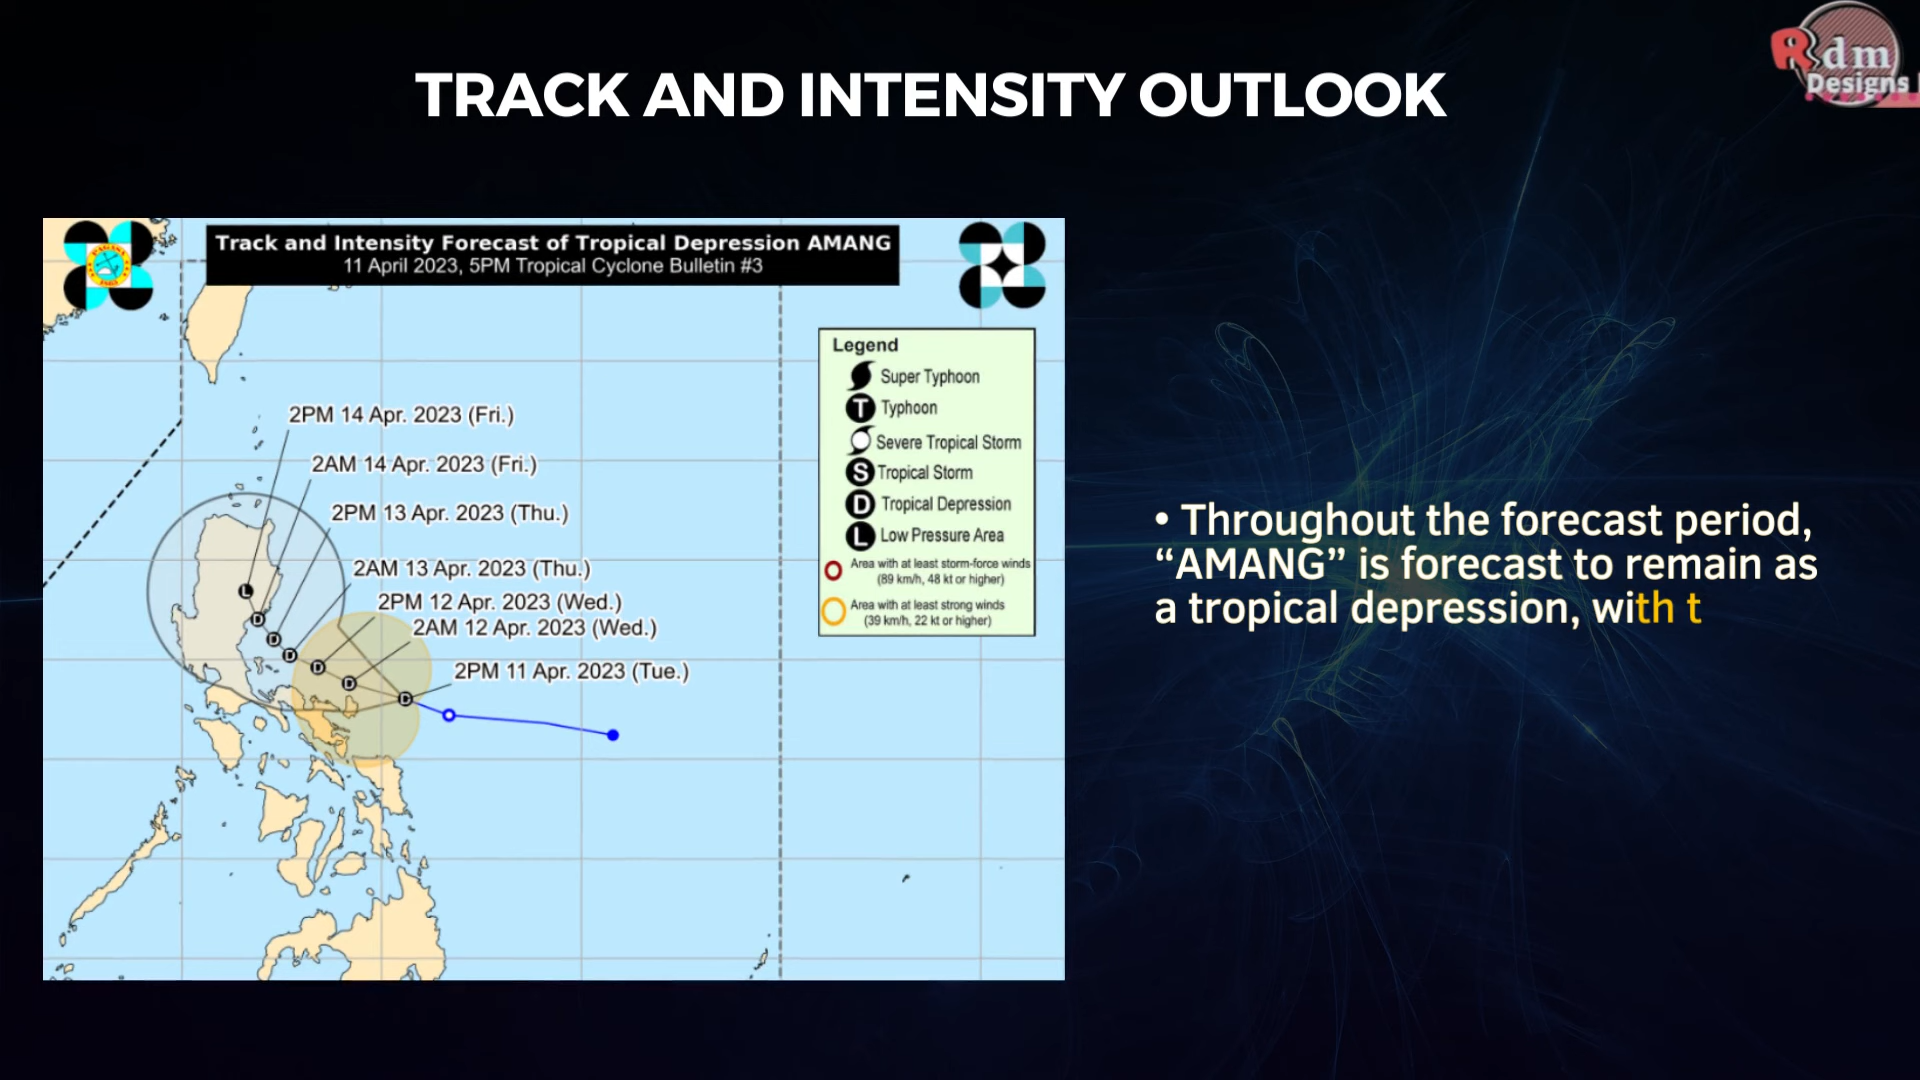 TRACK AND INTENSITY OUTLOOK
Rdm
Designs
Track and Intensity Forecast of Tropical Depression AMANG
11 April 2023, 5PM Tropical Cyclone Bulletin #3
Legend
Super Typhoon
T Typhoon
Severe Tropical Storm
S Tropical Storm
D Tropical Depression
L Low Pressure Area
Area with at least storm-force winds
(89 km/h, 48 kt or higher)
Area with at least strong winds
(39 km/h, 22 kt or higher)
2PM 14 Apr. 2023 (Fri.)
2AM 14 Apr. 2023 (Fri.)
2PM 13 Apr. 2023 (Thu.)
2AM 13 Apr. 2023 (Thu.)
2PM 12 Apr. 2023 (Wed.)
2AM 12 Apr. 2023 (Wed.)
2PM 11 Apr. 2023 (Tue.)
L
D
D
D
D
D
D
• Throughout the forecast period,
“AMANG” is forecast to remain as
a tropical depression, with t